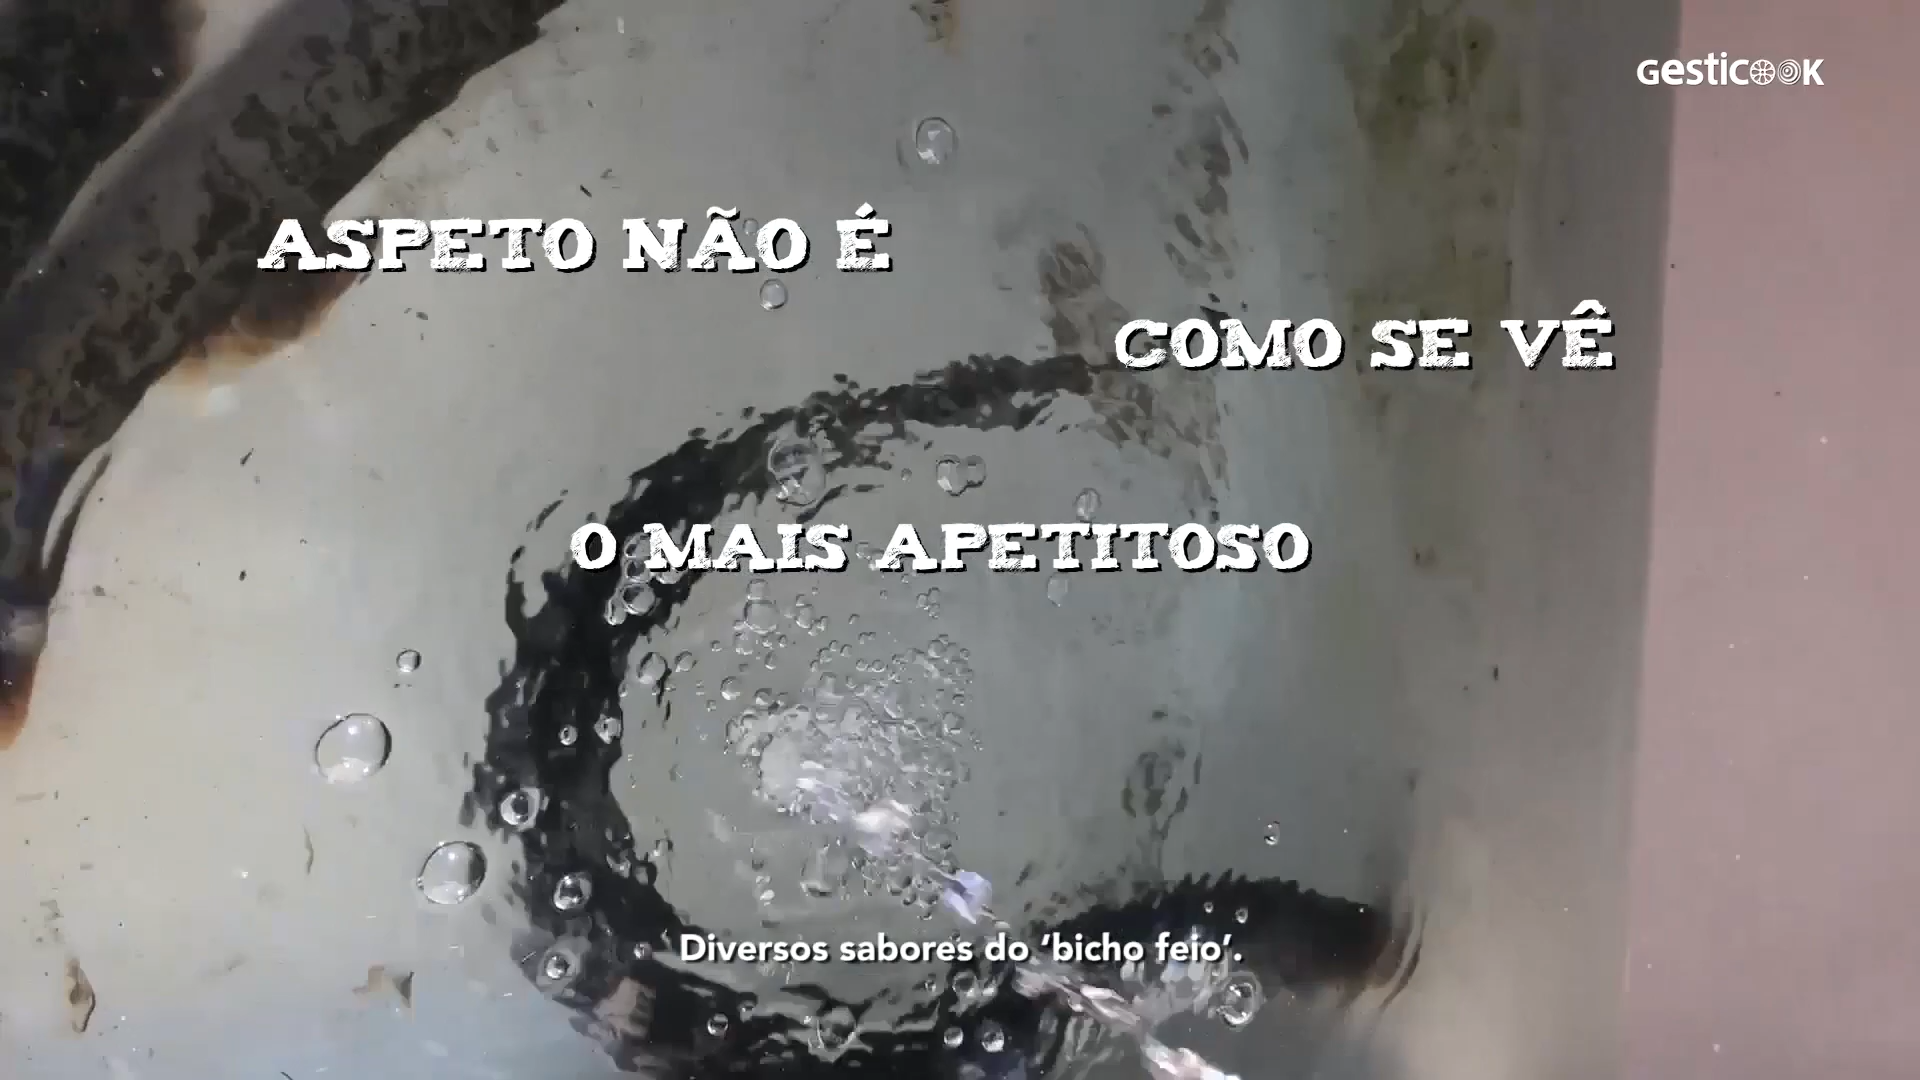 GESTICOOK
ASPETO NÃO É
COMO SE VÊ
O MAIS APETITOSO
Diversos sabores do ‘bicho feio’.